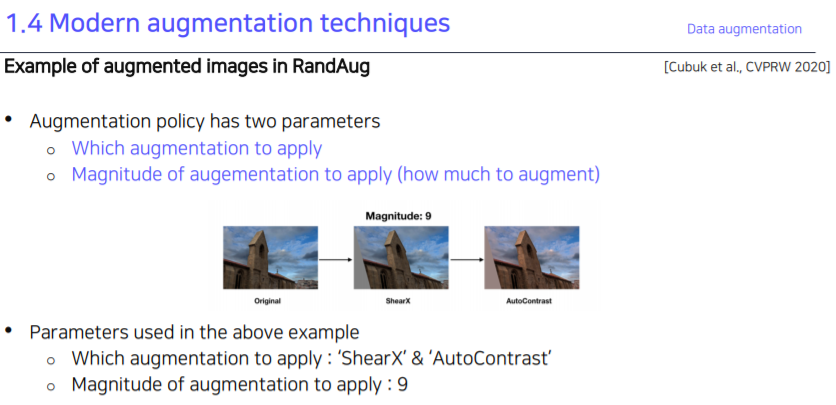 1.4 Modern augmentation techniques
Data augmentation
Example of augmented images in RandAug
[Cubuk et al., CVPRW 2020]
• Augmentation policy has two parameters
o Which augmentation to apply
o Magnitude of augementation to apply (how much to augment)
Magnitude: 9
Original
ShearX
AutoContrast
• Parameters used in the above example
o Which augmentation to apply : ‘ShearX’ & ‘AutoContrast’
o Magnitude of augmentation to apply : 9